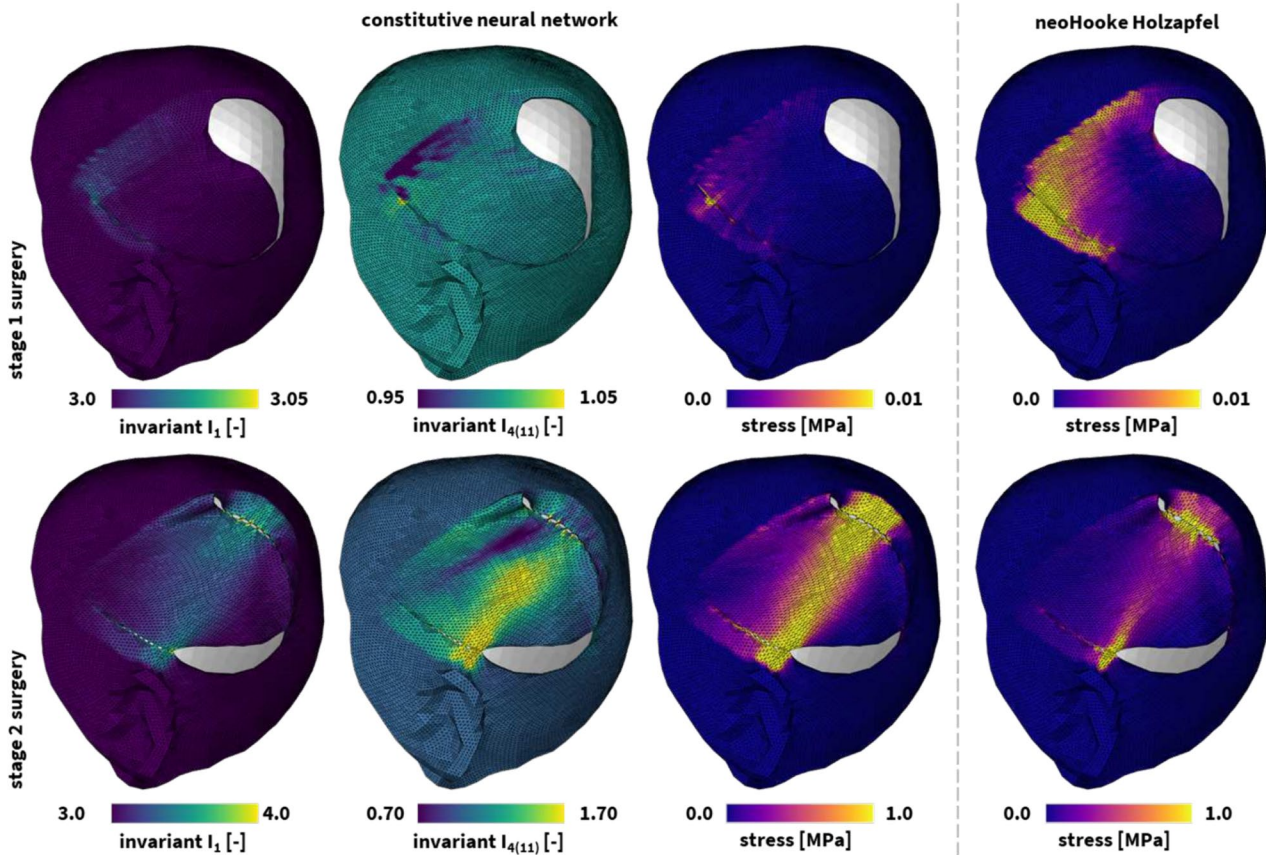 constitutive neural network
neoHooke Holzapfel
stage 1 surgery
3.0 3.05
invariant I₁ [-]
0.95 1.05
invariant I₄₍₁₁₎ [-]
0.0 0.01
stress [MPa]
0.0 0.01
stress [MPa]
stage 2 surgery
3.0 4.0
invariant I₁ [-]
0.70 1.70
invariant I₄₍₁₁₎ [-]
0.0 1.0
stress [MPa]
0.0 1.0
stress [MPa]